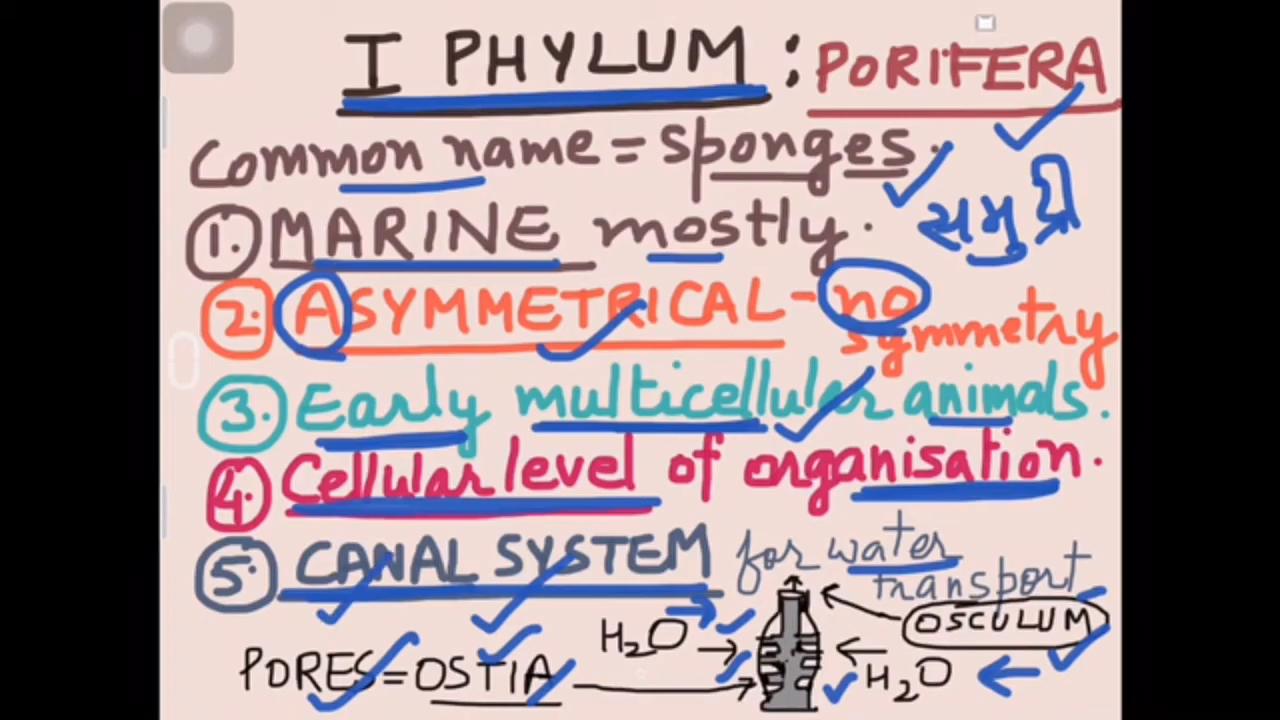 I PHYLUM : PORIFERA
Common name = Sponges.
1. MARINE mostly.
2. ASYMMETRICAL - no symmetry
3. Early multicellular animals.
4. Cellular level of organisation.
5. CANAL SYSTEM for water transport
OSCULUM
H₂O
H₂O
PORES = OSTIA